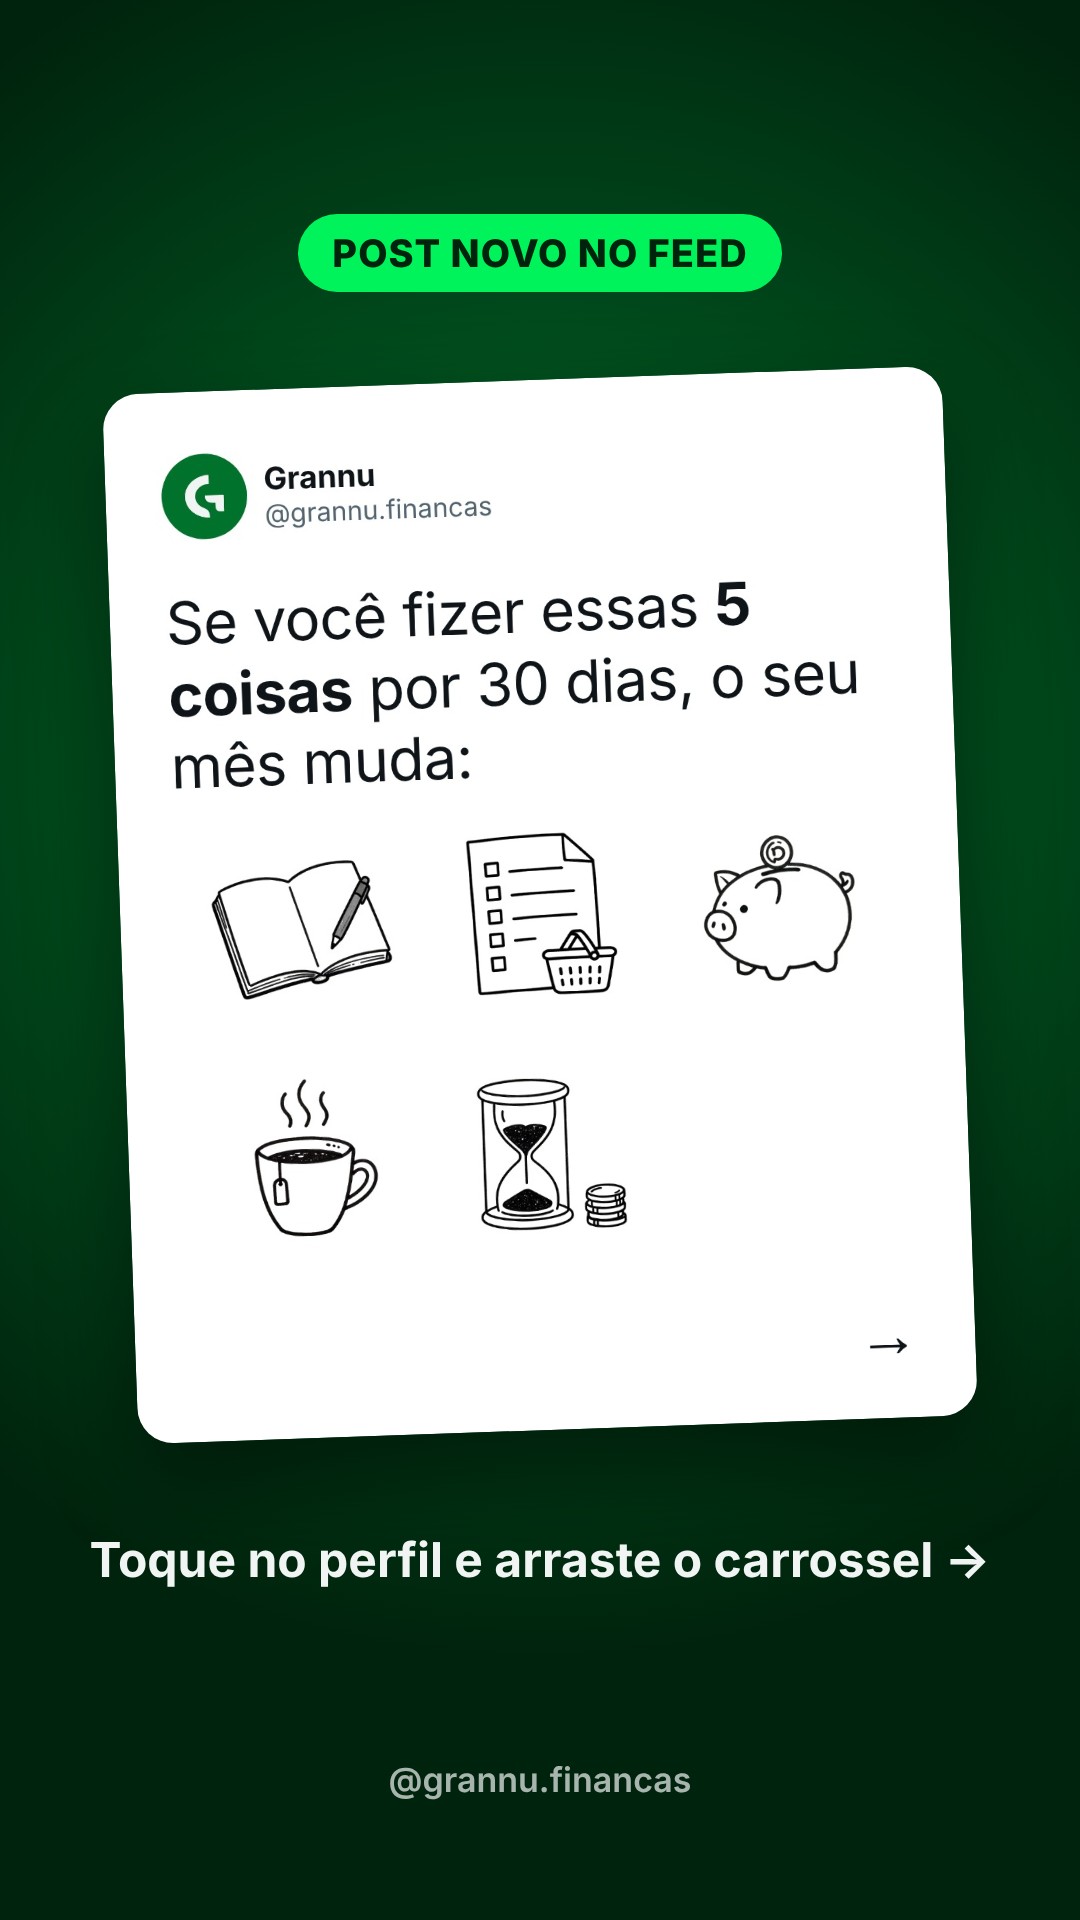 POST NOVO NO FEED
Grannu
@grannu.financas
Se você fizer essas 5
coisas por 30 dias, o seu
mês muda:
→
Toque no perfil e arraste o carrossel →
@grannu.financas